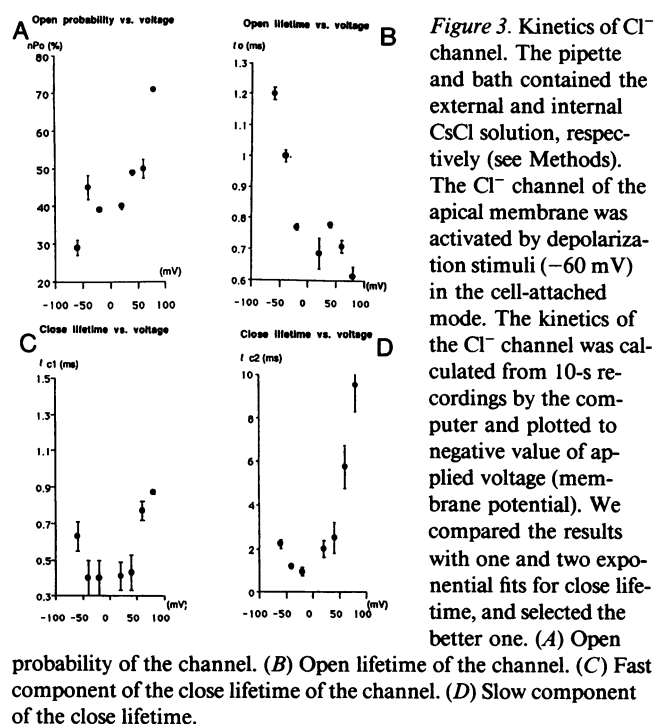 A
Open probability vs. voltage
nPo (%)
80
70
60
50
40
30
20
(mV)
-100 -50 0 50 100
Open lifetime vs. voltage
B
t o (ms)
1.3
1.2
1.1
1
0.9
0.8
0.7
0.6
(mV)
-100 -50 0 50 100
C
Close lifetime vs. voltage
t c1 (ms)
1.5
1.3
1.1
0.9
0.7
0.5
0.3
(mV)
-100 -50 0 50 100
Close lifetime vs. voltage
D
t c2 (ms)
10
8
6
4
2
0
(mV)
-100 -50 0 50 100
Figure 3. Kinetics of Cl⁻
channel. The pipette
and bath contained the
external and internal
CsCl solution, respec-
tively (see Methods).
The Cl⁻ channel of the
apical membrane was
activated by depolariza-
tion stimuli (−60 mV)
in the cell-attached
mode. The kinetics of
the Cl⁻ channel was cal-
culated from 10-s re-
cordings by the com-
puter and plotted to
negative value of ap-
plied voltage (mem-
brane potential). We
compared the results
with one and two expo-
nential fits for close life-
time, and selected the
better one. (A) Open
probability of the channel. (B) Open lifetime of the channel. (C) Fast
component of the close lifetime of the channel. (D) Slow component
of the close lifetime.